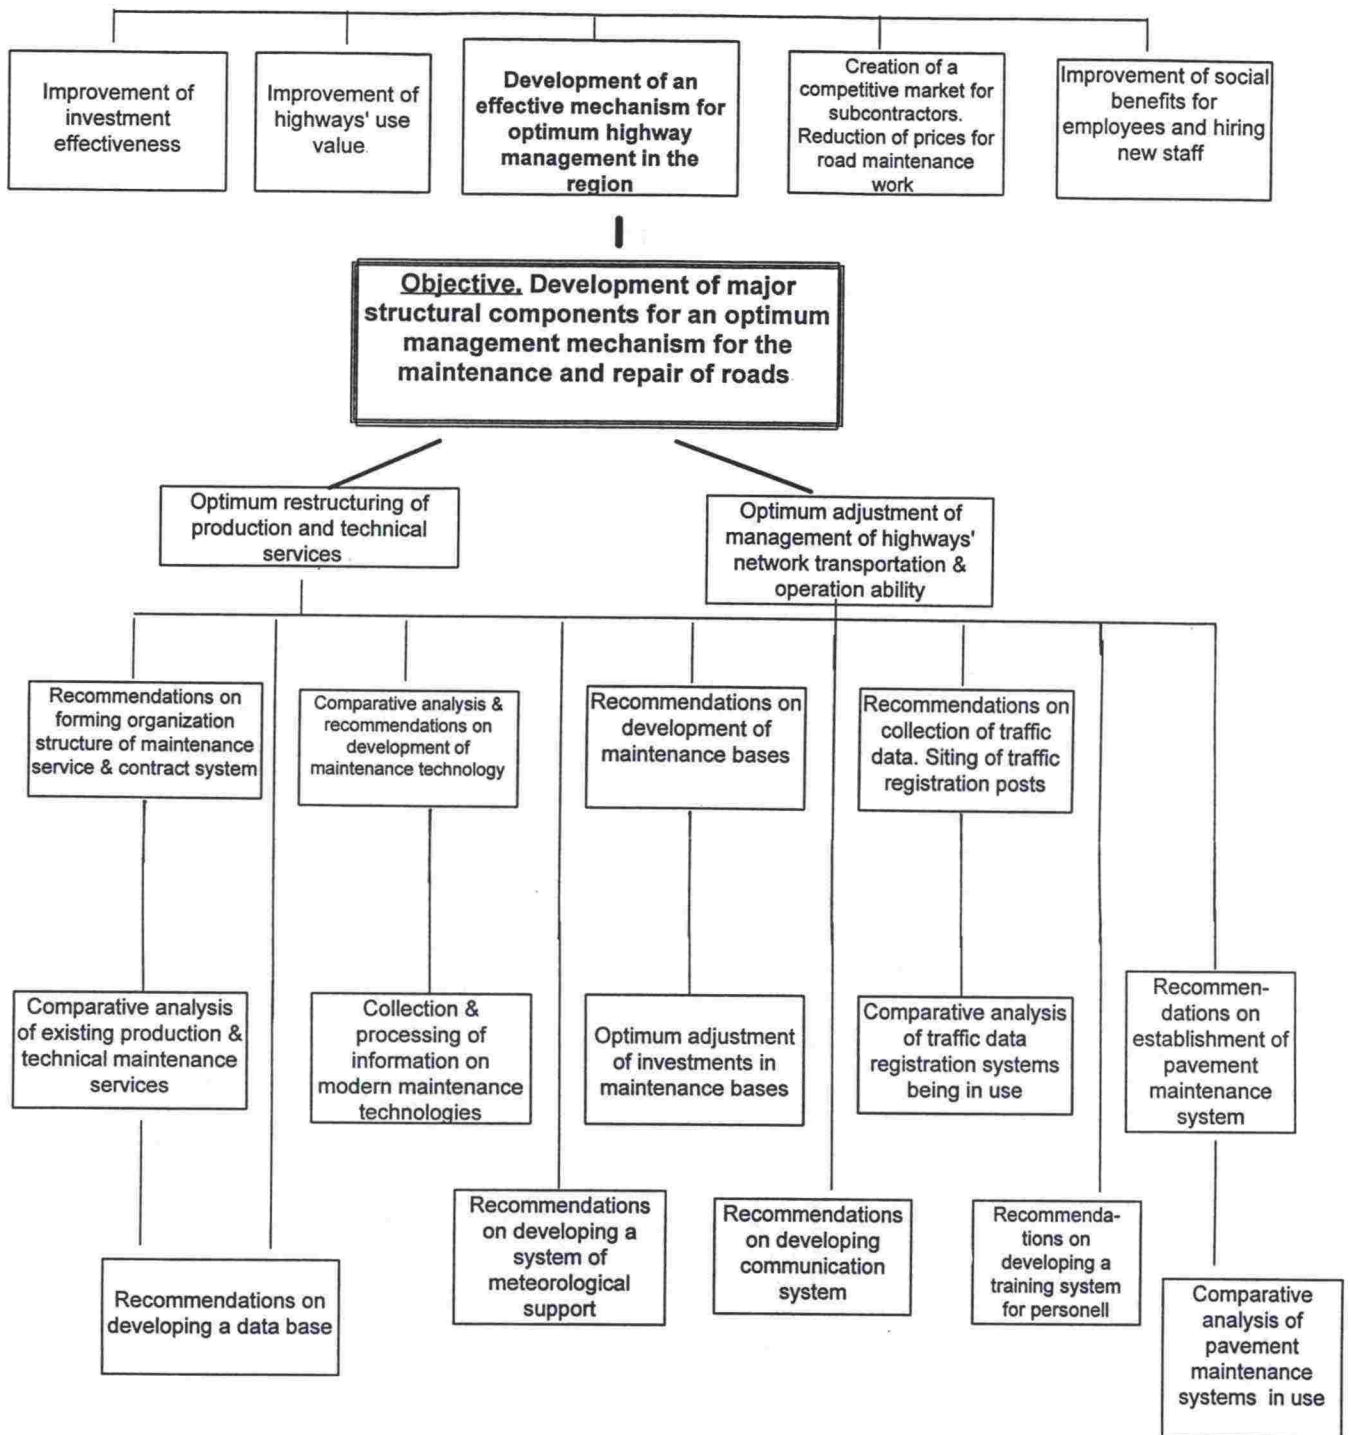 Improvement of
investment
effectiveness
Improvement of
highways' use
value
Development of an
effective mechanism for
optimum highway
management in the
region
Creation of a
competitive market for
subcontractors.
Reduction of prices for
road maintenance
work
Improvement of social
benefits for
employees and hiring
new staff
Objective. Development of major
structural components for an optimum
management mechanism for the
maintenance and repair of roads
Optimum restructuring of
production and technical
services
Optimum adjustment of
management of highways'
network transportation &
operation ability
Recommendations on
forming organization
structure of maintenance
service & contract system
Comparative analysis &
recommendations on
development of
maintenance technology
Recommendations on
development of
maintenance bases
Recommendations on
collection of traffic
data. Siting of traffic
registration posts
Comparative analysis
of existing production &
technical maintenance
services
Collection &
processing of
information on
modern maintenance
technologies
Optimum adjustment
of investments in
maintenance bases
Comparative analysis
of traffic data
registration systems
being in use
Recommen-
dations on
establishment of
pavement
maintenance
system
Recommendations on
developing a data base
Recommendations
on developing a
system of
meteorological
support
Recommendations
on developing
communication
system
Recommenda-
tions on
developing a
training system
for personell
Comparative
analysis of
pavement
maintenance
systems in use